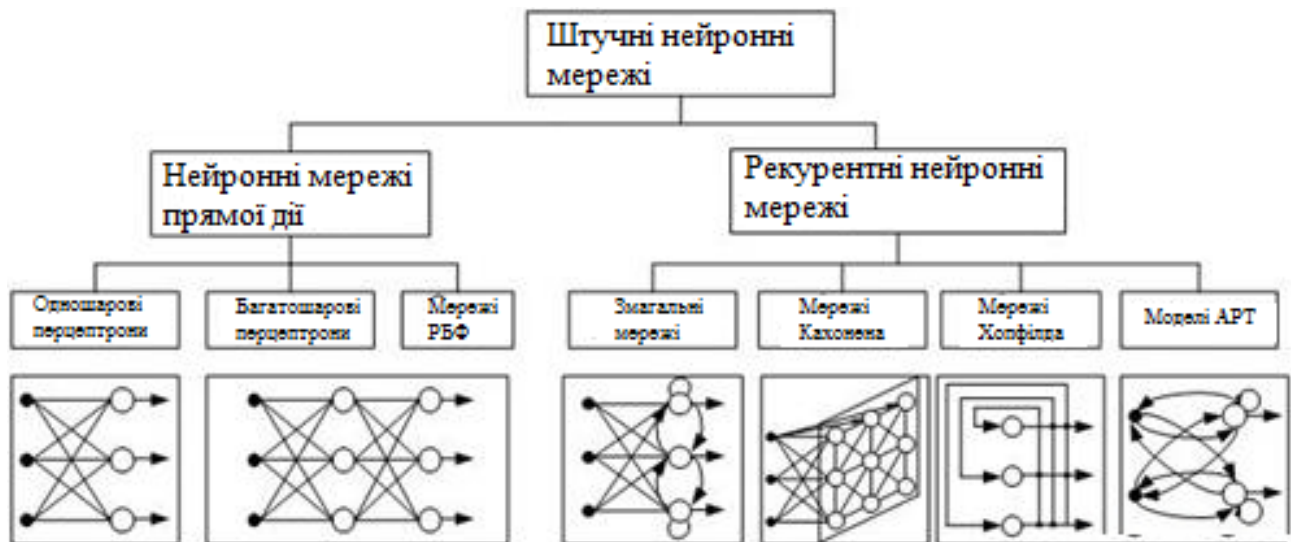 Штучні нейронні
мережі
Нейронні мережі
прямої дії
Рекурентні нейронні
мережі
Одношарові
перцептрони
Багатошарові
перцептрони
Мережі
РБФ
Змагальні
мережі
Мережі
Кахонена
Мережі
Хопфілда
Моделі АРТ